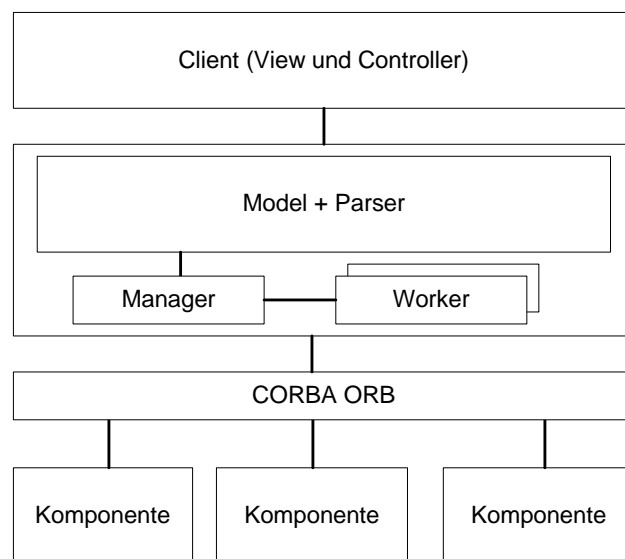 Client (View und Controller)
Model + Parser
Manager
Worker
CORBA ORB
Komponente
Komponente
Komponente